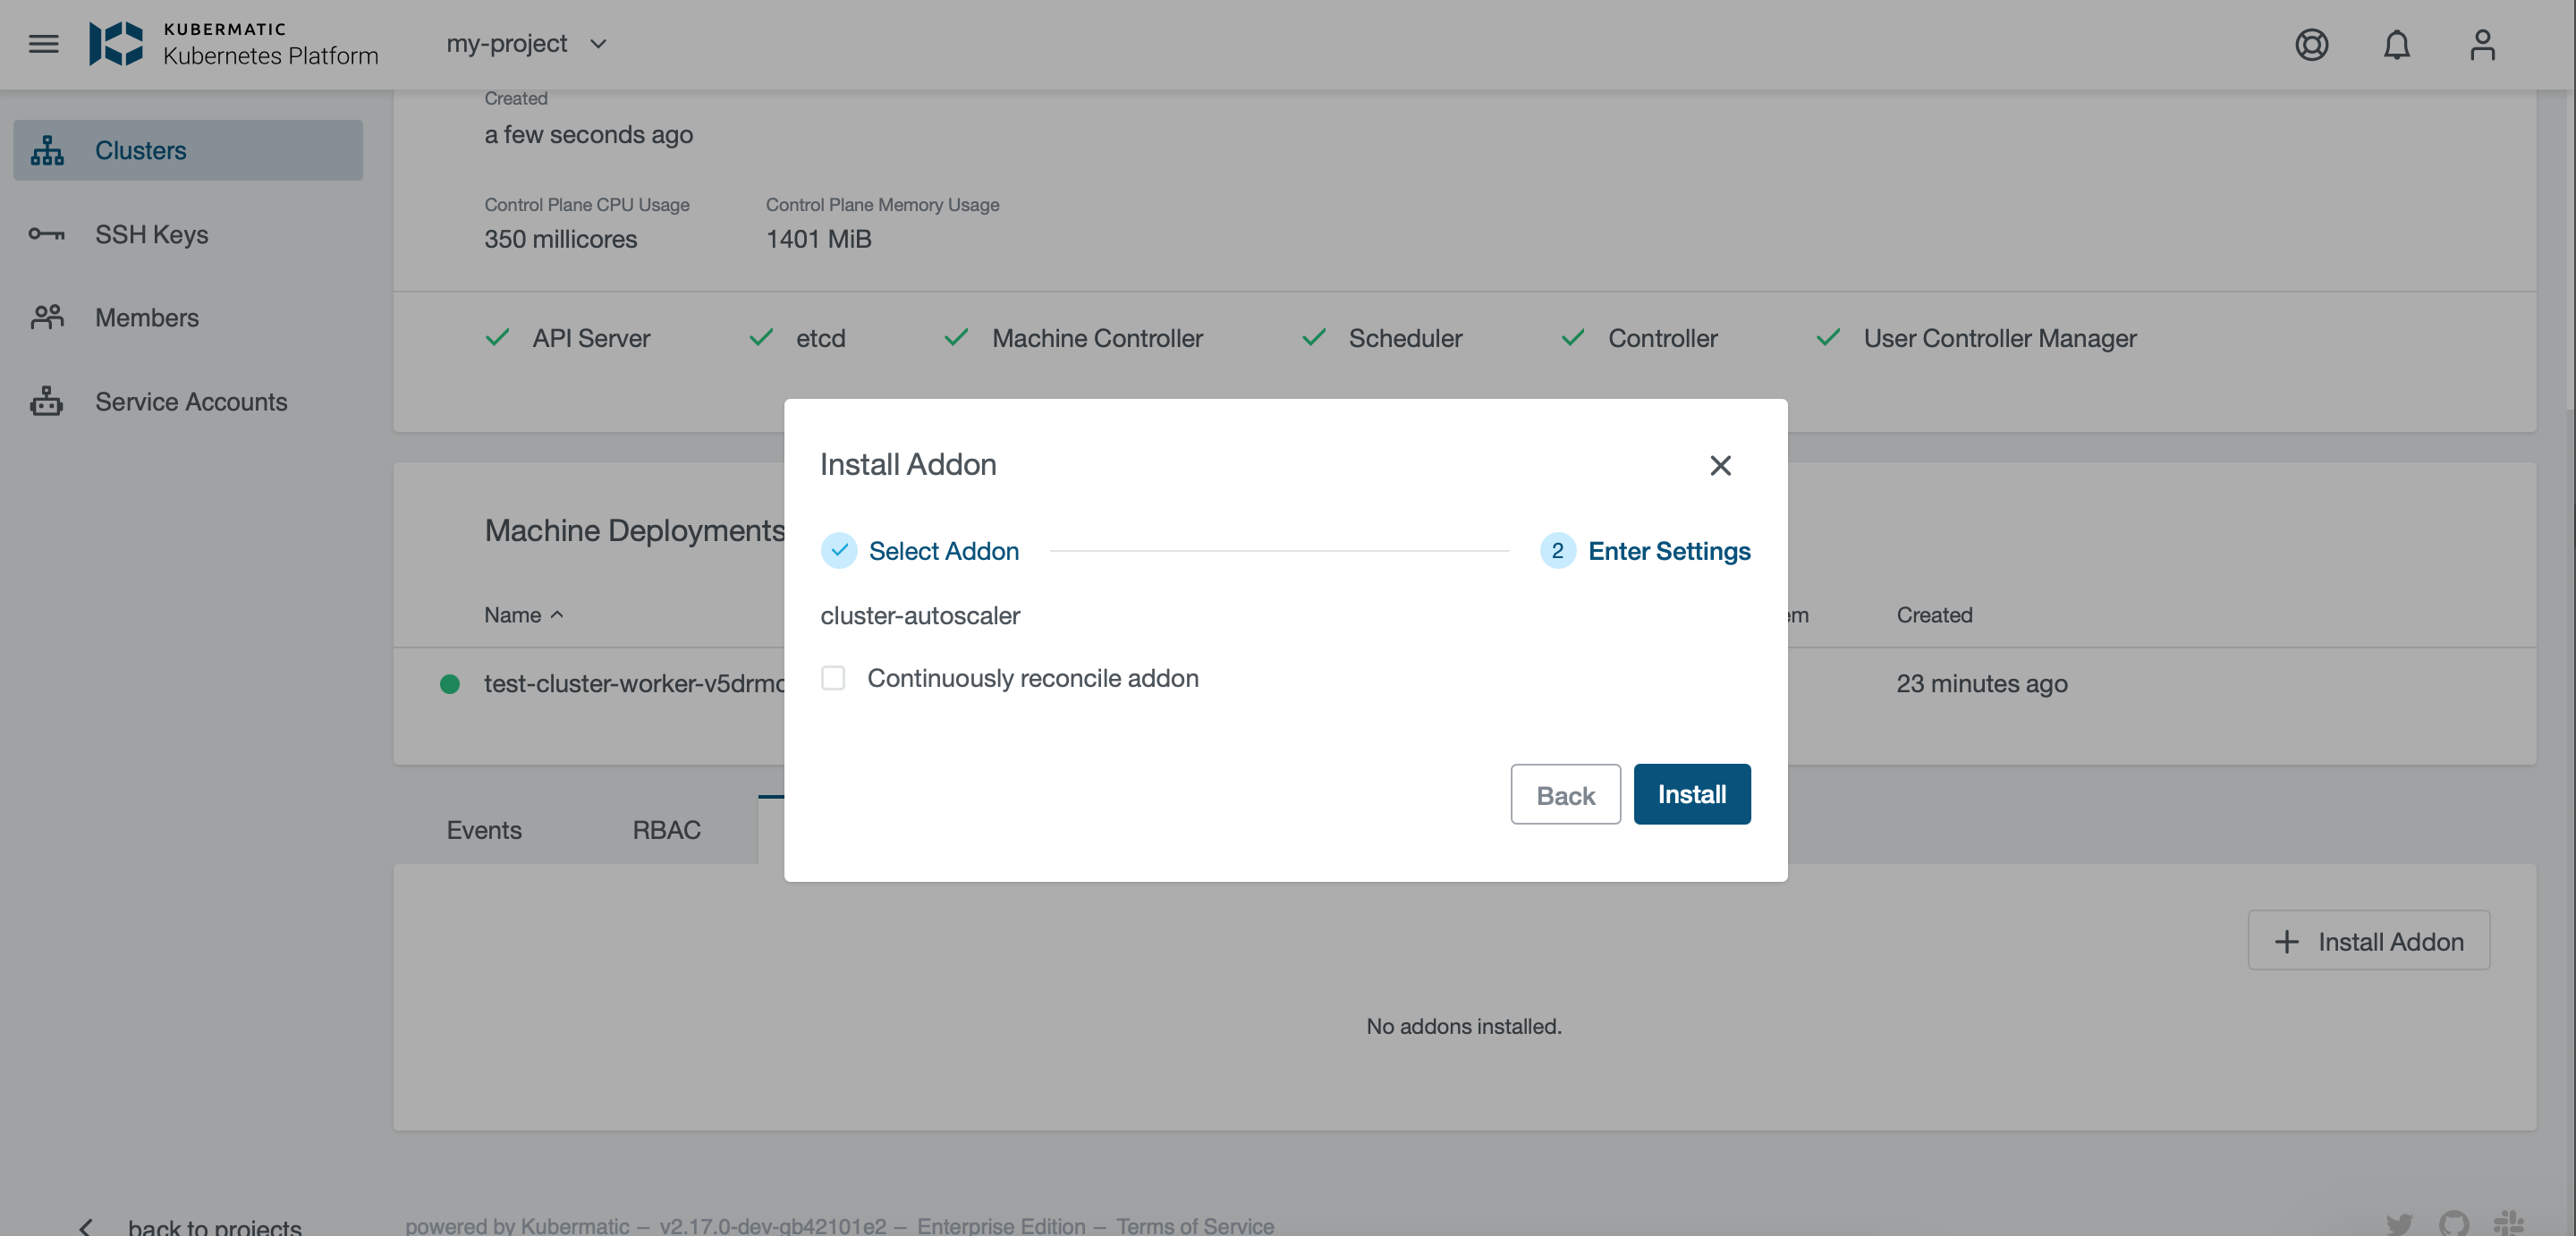 KUBERMATIC
Kubernetes Platform
my-project
Clusters
SSH Keys
Members
Service Accounts
Created
a few seconds ago
Control Plane CPU Usage
350 millicores
Control Plane Memory Usage
1401 MiB
API Server
etcd
Machine Controller
Scheduler
Controller
User Controller Manager
Machine Deployments
Name
Created
test-cluster-worker-v5drm
23 minutes ago
Install Addon
Select Addon
2
Enter Settings
cluster-autoscaler
Continuously reconcile addon
Back
Install
Events
RBAC
Install Addon
No addons installed.
back to projects
powered by Kubermatic – v2.17.0-dev-gb42101e2 – Enterprise Edition – Terms of Service